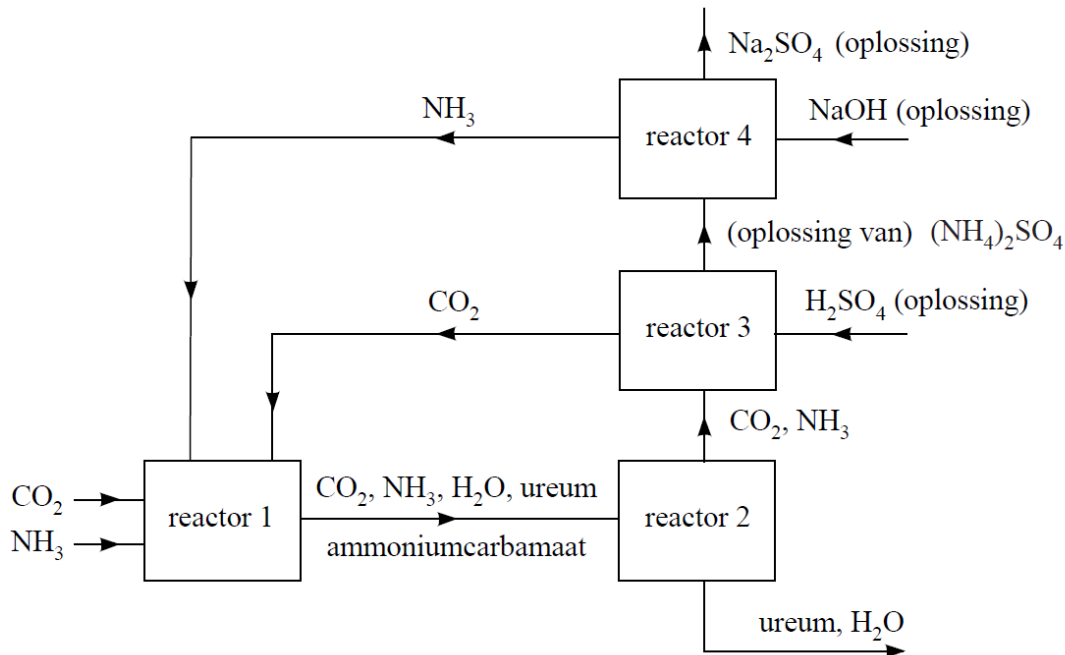 Na₂SO₄ (oplossing)
NH₃
NaOH (oplossing)
reactor 4
(oplossing van) (NH₄)₂SO₄
CO₂
H₂SO₄ (oplossing)
reactor 3
CO₂, NH₃
CO₂
NH₃
reactor 1
CO₂, NH₃, H₂O, ureum
ammoniumcarbamaat
reactor 2
ureum, H₂O